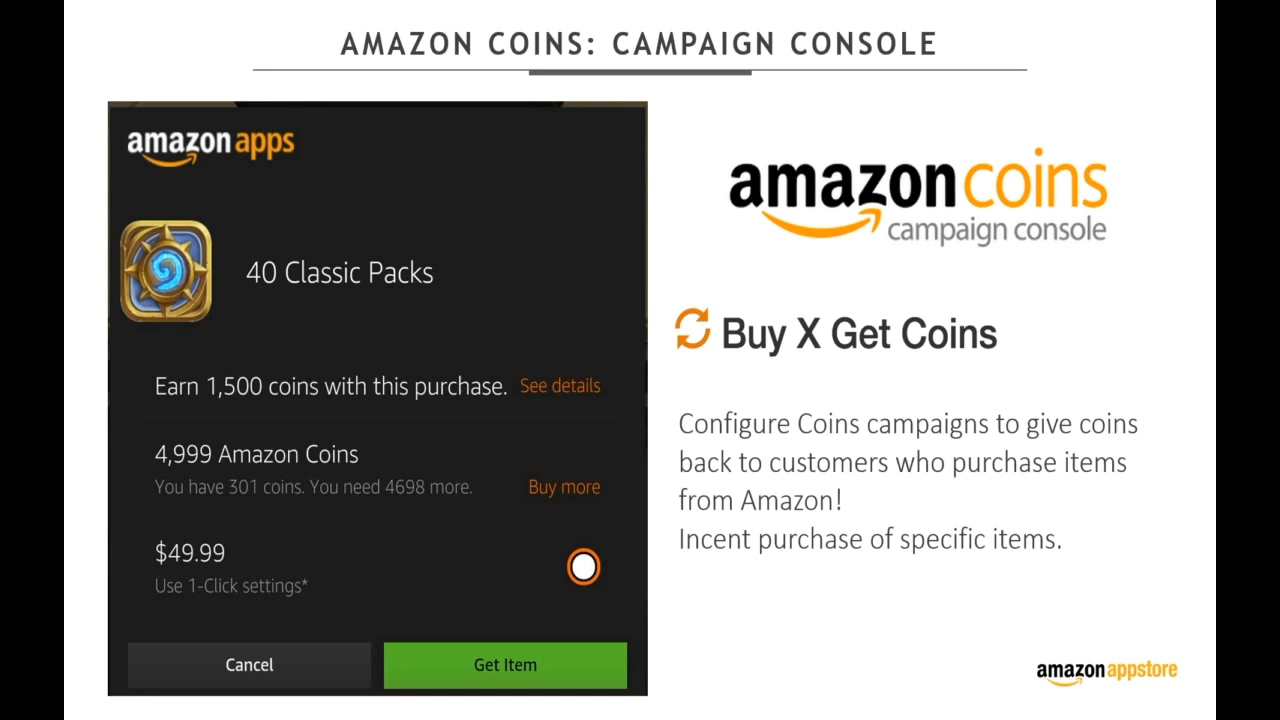 AMAZON COINS: CAMPAIGN CONSOLE
amazon apps
40 Classic Packs
Earn 1,500 coins with this purchase. See details
4,999 Amazon Coins
You have 301 coins. You need 4698 more. Buy more
$49.99
Use 1-Click settings*
Cancel Get Item
amazon coins
campaign console
Buy X Get Coins
Configure Coins campaigns to give coins
back to customers who purchase items
from Amazon!
Incent purchase of specific items.
amazon appstore